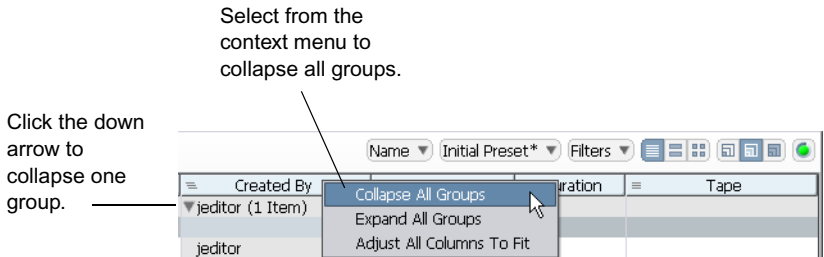 Select from the
context menu to
collapse all groups.
Click the down
arrow to
collapse one
group.
Name Initial Preset* Filters
Created By Tape
jeditor (1 Item)
jeditor
Collapse All Groups
Expand All Groups
Adjust All Columns To Fit